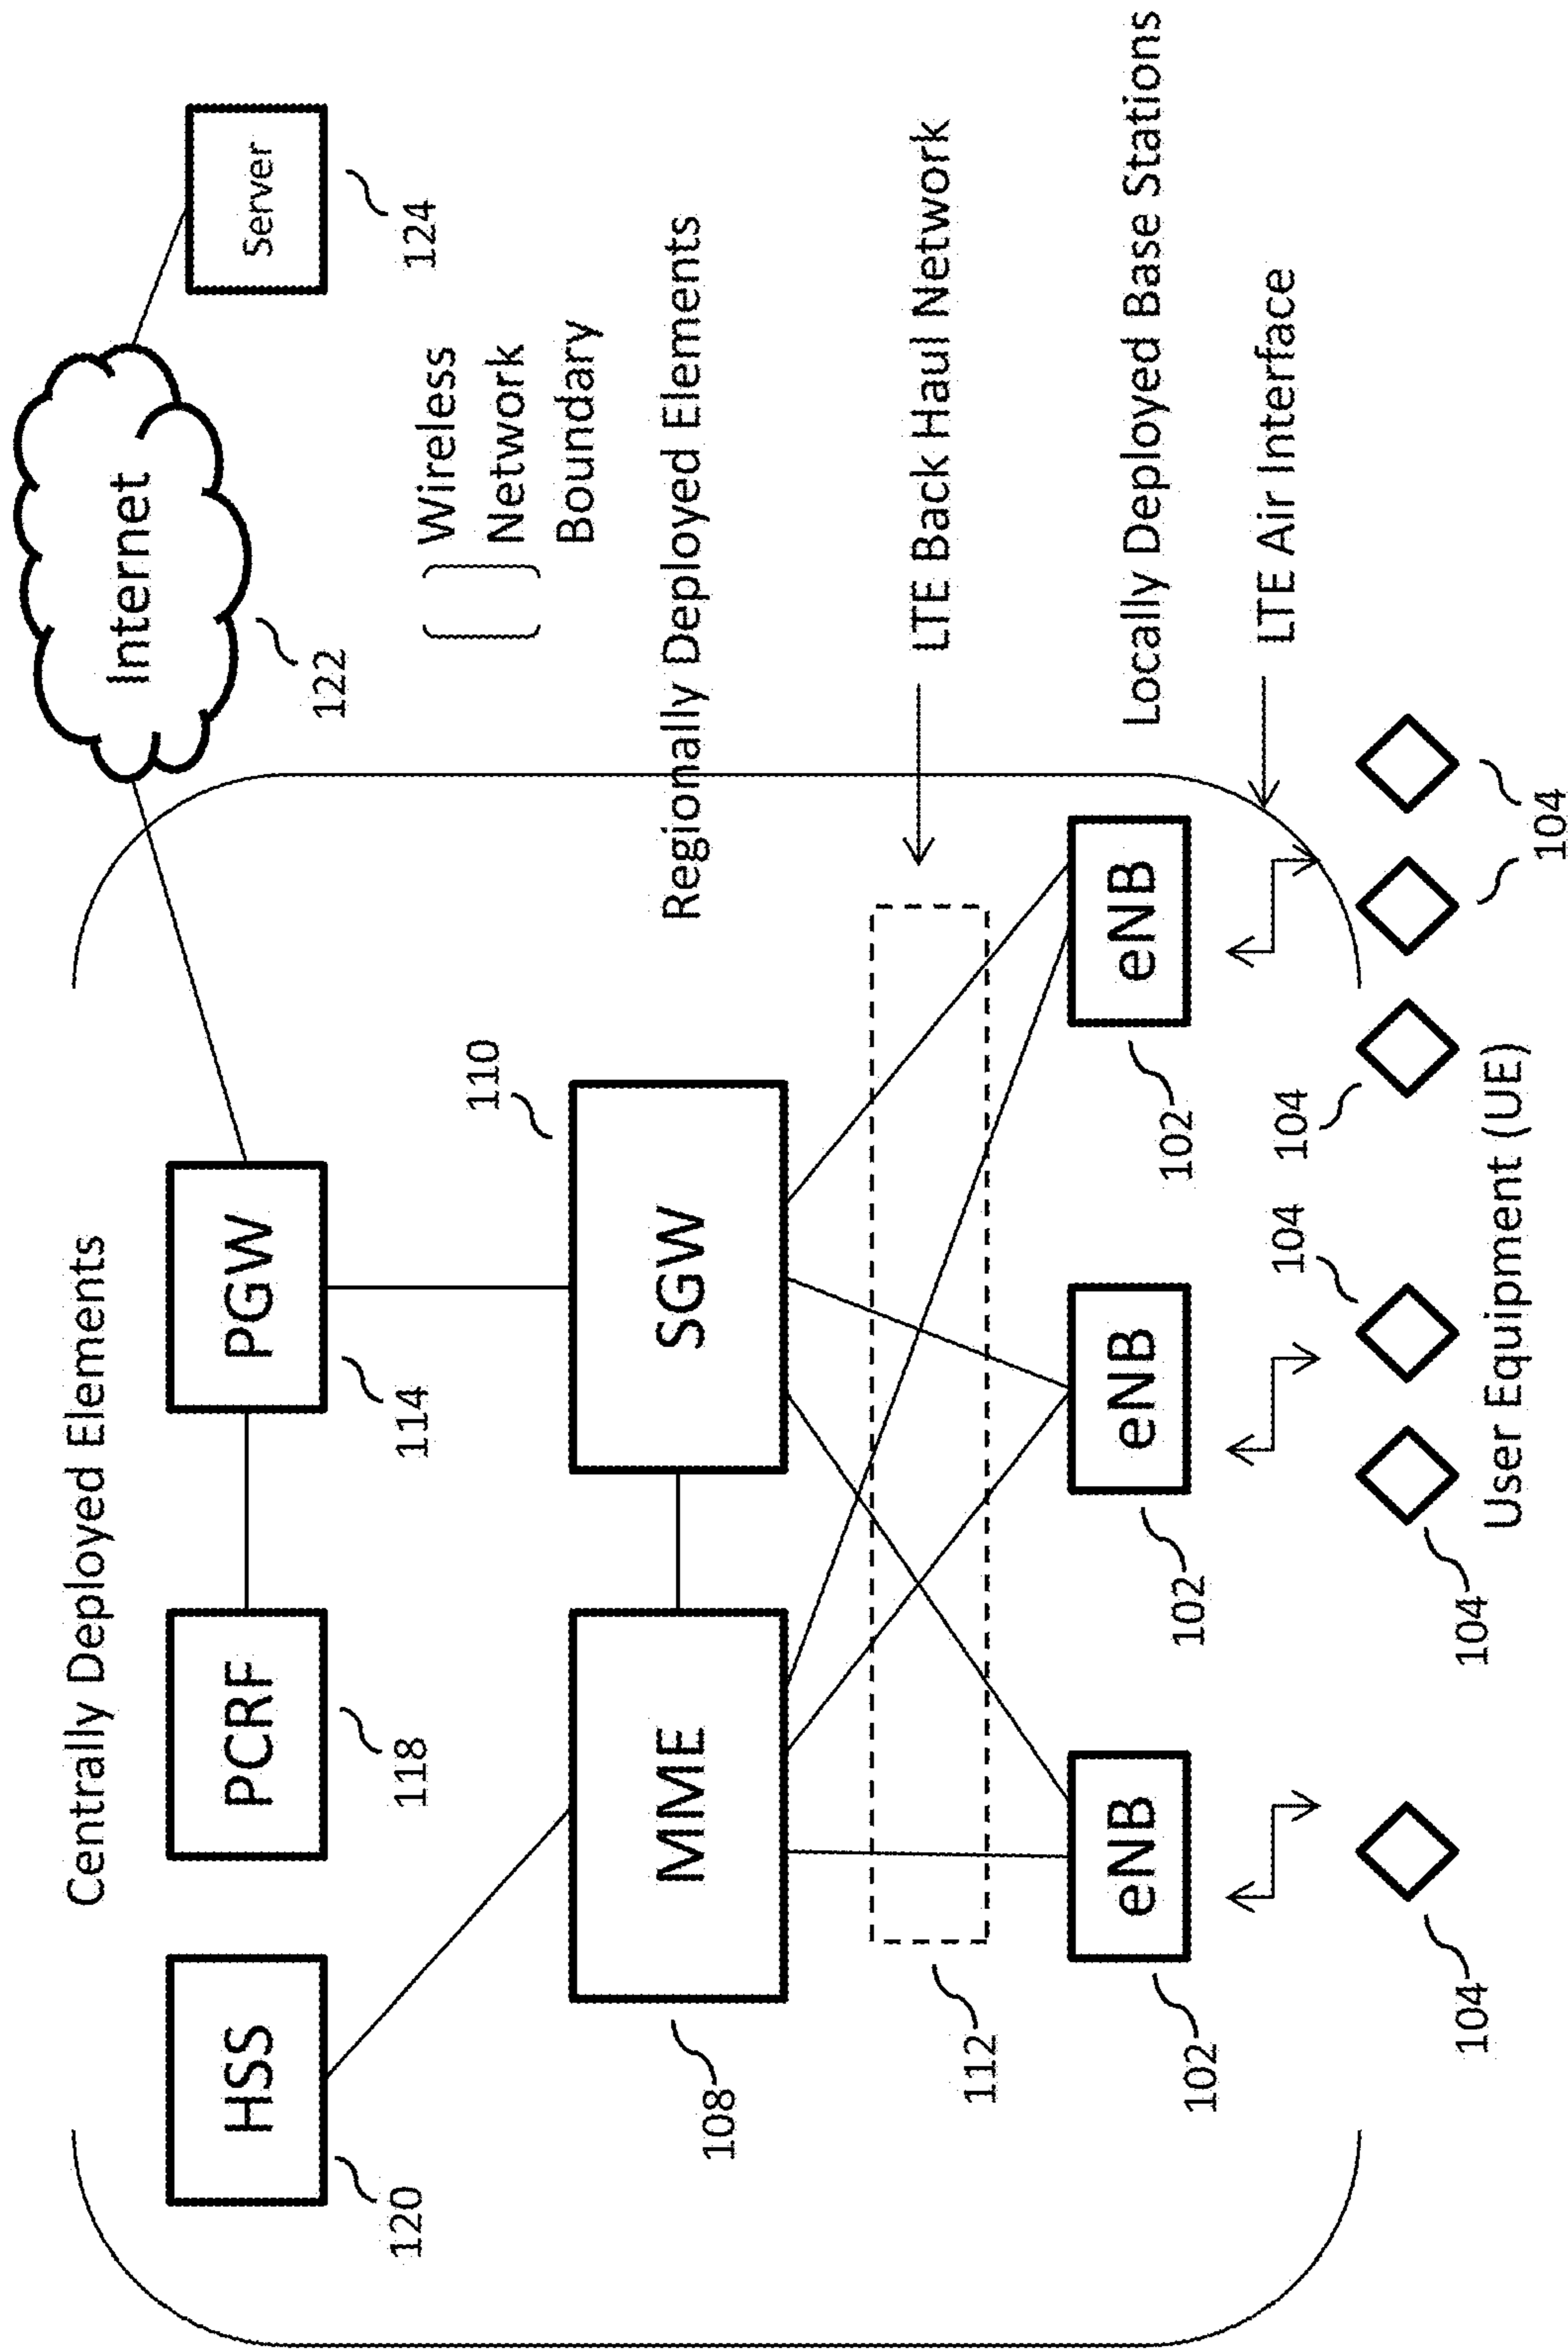 Centrally Deployed Elements
Internet
Server
HSS
PCRF
PGW
120
118
114
122
124
Wireless
Network
Boundary
110
MME
SGW
Regionally Deployed Elements
108
LTE Back Haul Network
112
eNB
eNB
eNB
Locally Deployed Base Stations
102
102
102
LTE Air Interface
104
104
104
104
104
User Equipment (UE)